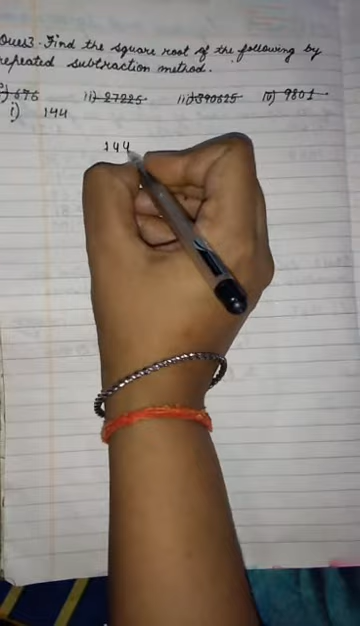 Ques3-Find the square root of the following by
repeated subtraction method.
i) 676 ii) 27225 iii) 390625 iv) 9801
i) 144
144